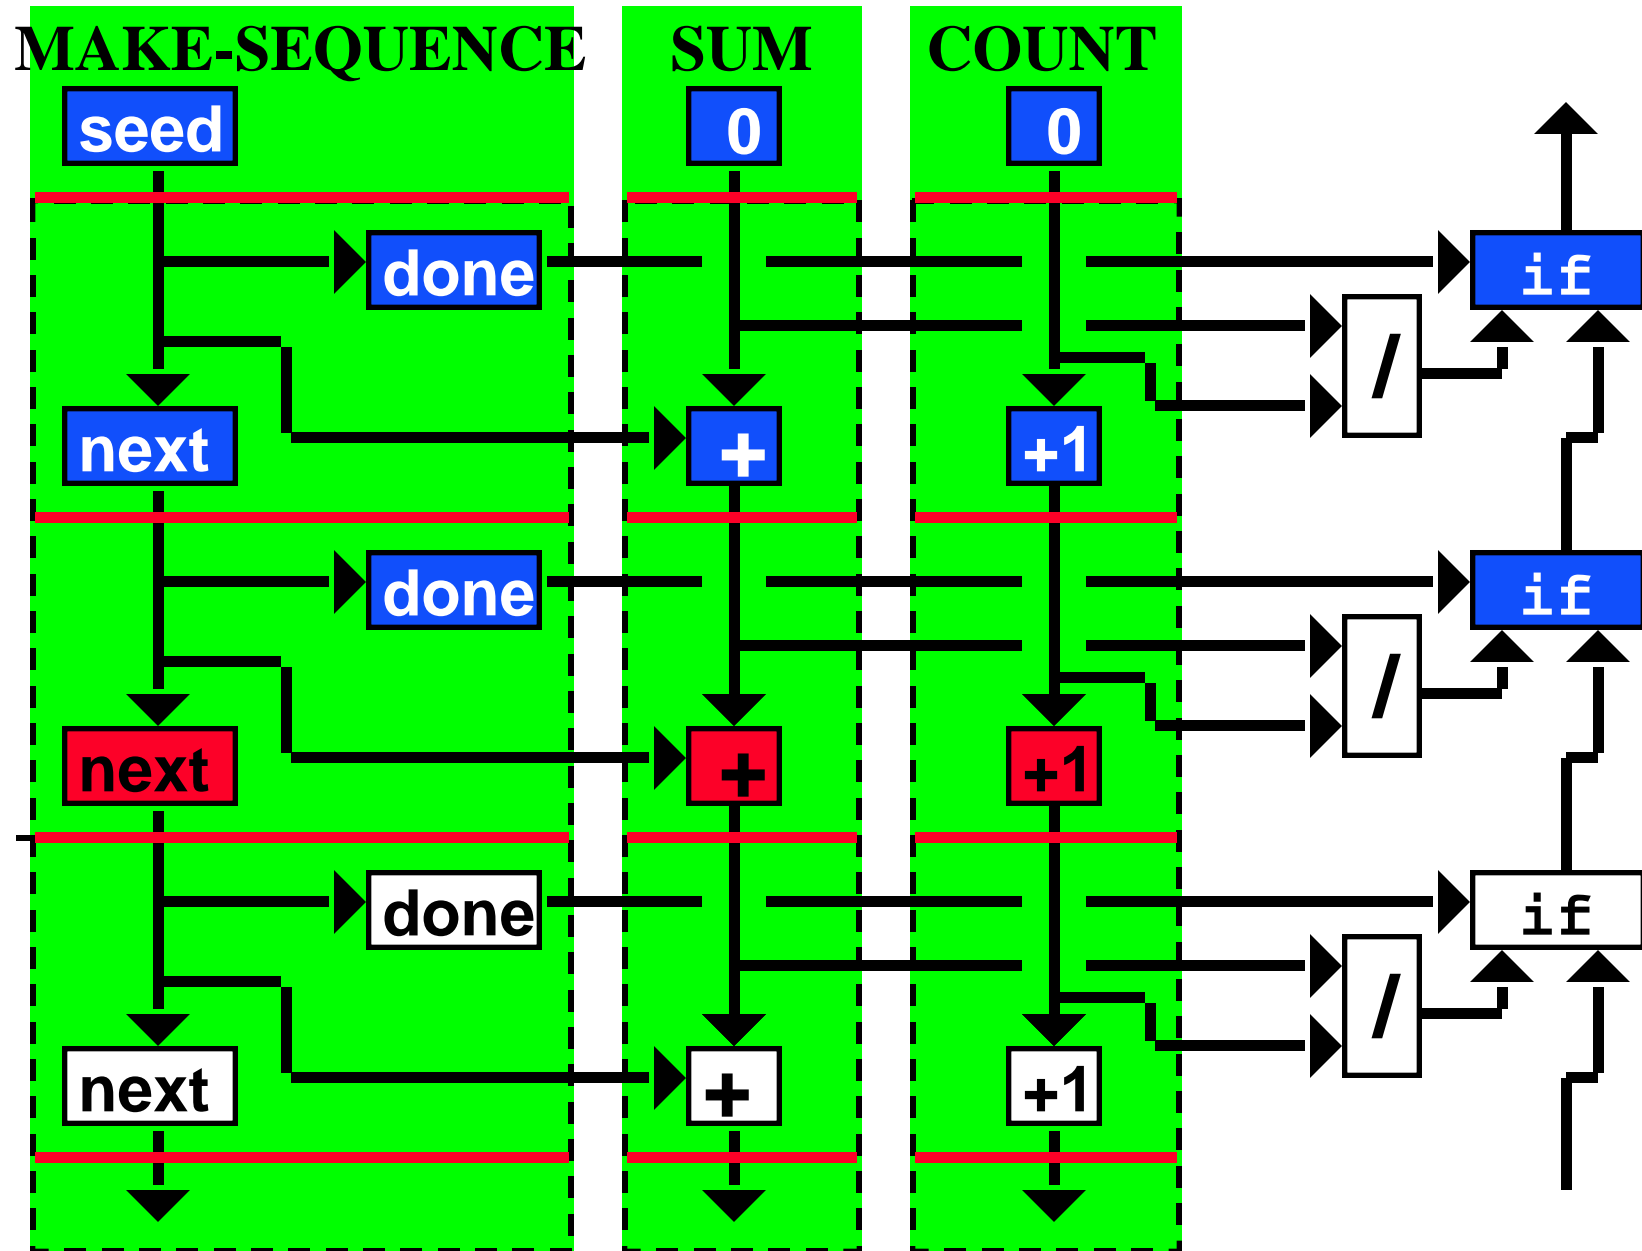 MAKE-SEQUENCE SUM COUNT
seed 0 0
done if
/
next + +1
done if
/
next + +1
done if
/
next + +1